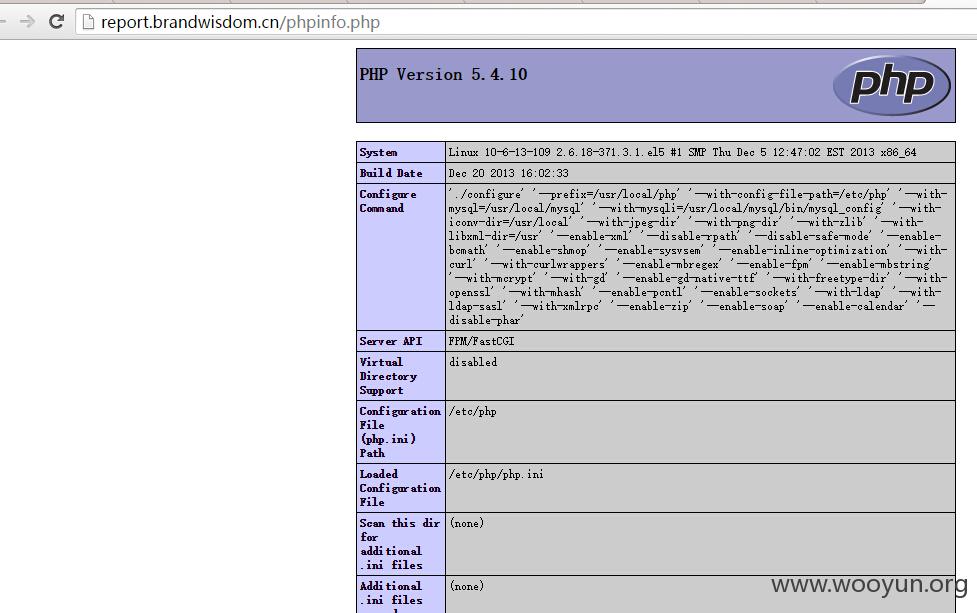 report.brandwisdom.cn/phpinfo.php
PHP Version 5.4.10
php
System
Linux 10-6-13-109 2.6.18-371.3.1.el5 #1 SMP Thu Dec 5 12:47:02 EST 2013 x86_64
Build Date
Dec 20 2013 16:02:33
Configure
Command
'./configure' '--prefix=/usr/local/php' '--with-config-file-path=/etc/php' '--with-
mysql=/usr/local/mysql' '--with-mysqli=/usr/local/mysql/bin/mysql_config' '--with-
iconv-dir=/usr/local' '--with-jpeg-dir' '--with-png-dir' '--with-zlib' '--with-
libxml-dir=/usr' '--enable-xml' '--disable-rpath' '--disable-safe-mode' '--enable-
bcmath' '--enable-shmop' '--enable-sysvsem' '--enable-inline-optimization' '--with-
curl' '--with-curlwrappers' '--enable-mbregex' '--enable-fpm' '--enable-mbstring'
'--with-mcrypt' '--with-gd' '--enable-gd-native-ttf' '--with-freetype-dir' '--with-
openssl' '--with-mhash' '--enable-pcntl' '--enable-sockets' '--with-ldap' '--with-
ldap-sasl' '--with-xmlrpc' '--enable-zip' '--enable-soap' '--enable-calendar' '--
disable-phar'
Server API
FPM/FastCGI
Virtual
Directory
Support
disabled
Configuration
File
(php.ini)
Path
/etc/php
Loaded
Configuration
File
/etc/php/php.ini
Scan this dir
for
additional
.ini files
(none)
Additional
.ini files
(none)
www.wooyun.org